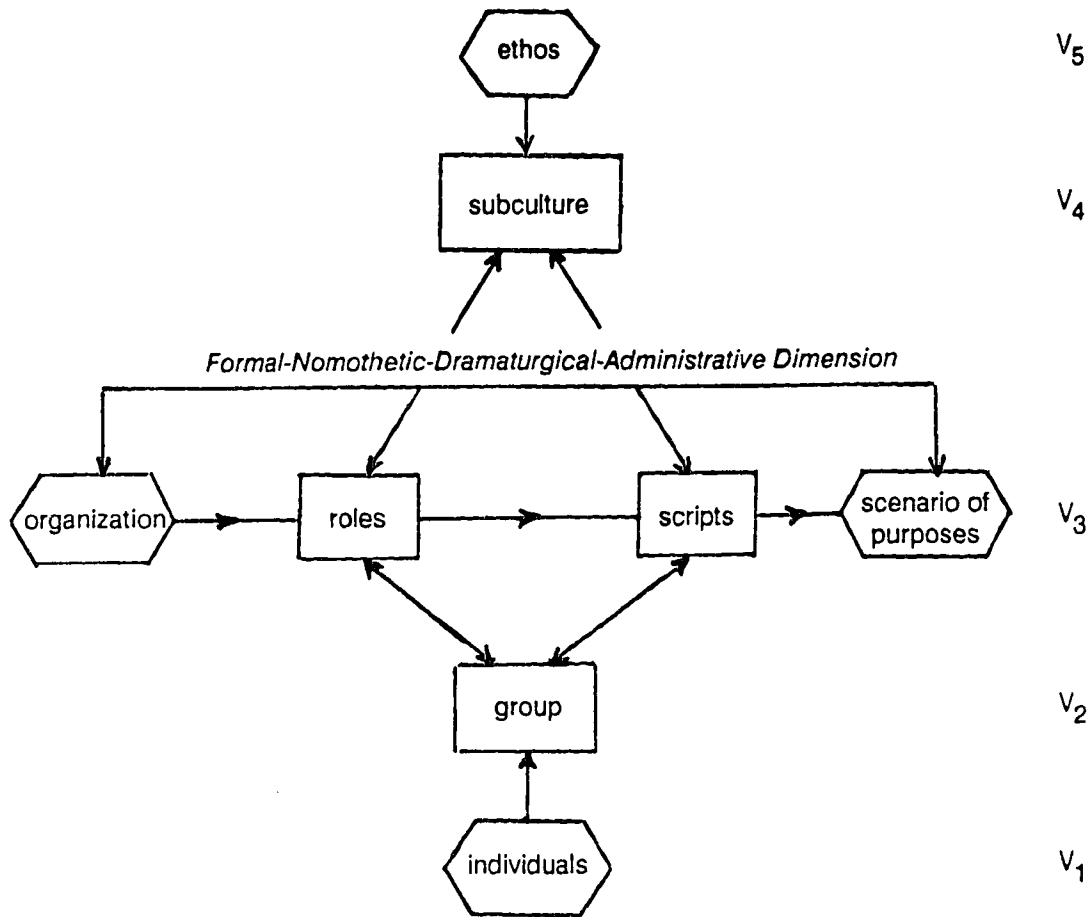 ethos
V5
subculture
V4
Formal-Nomothetic-Dramaturgical-Administrative Dimension
organization
roles
scripts
scenario of
purposes
V3
group
V2
individuals
V1